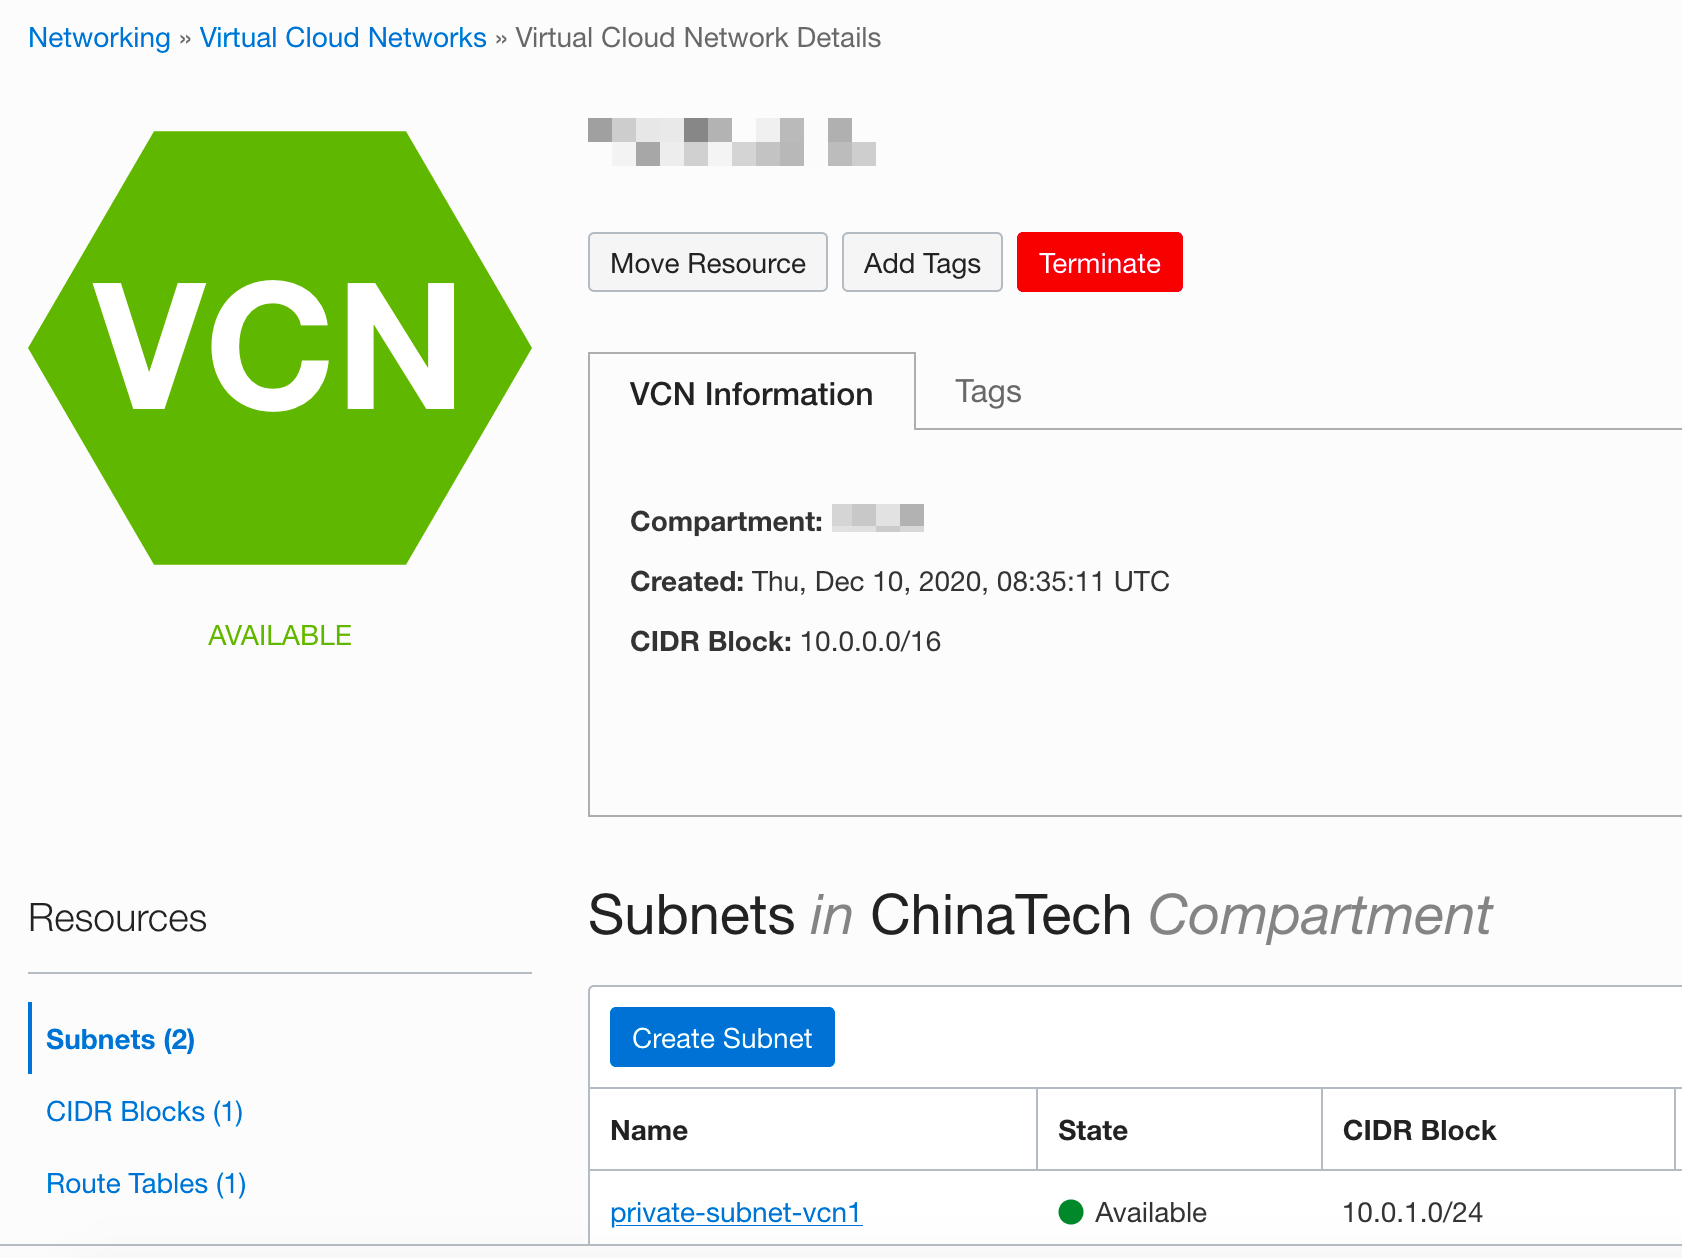 Networking » Virtual Cloud Networks » Virtual Cloud Network Details
VCN
AVAILABLE
Move Resource Add Tags Terminate
VCN Information Tags
Compartment:
Created: Thu, Dec 10, 2020, 08:35:11 UTC
CIDR Block: 10.0.0.0/16
Resources
Subnets (2)
CIDR Blocks (1)
Route Tables (1)
Subnets in ChinaTech Compartment
Create Subnet
Name State CIDR Block
private-subnet-vcn1 Available 10.0.1.0/24